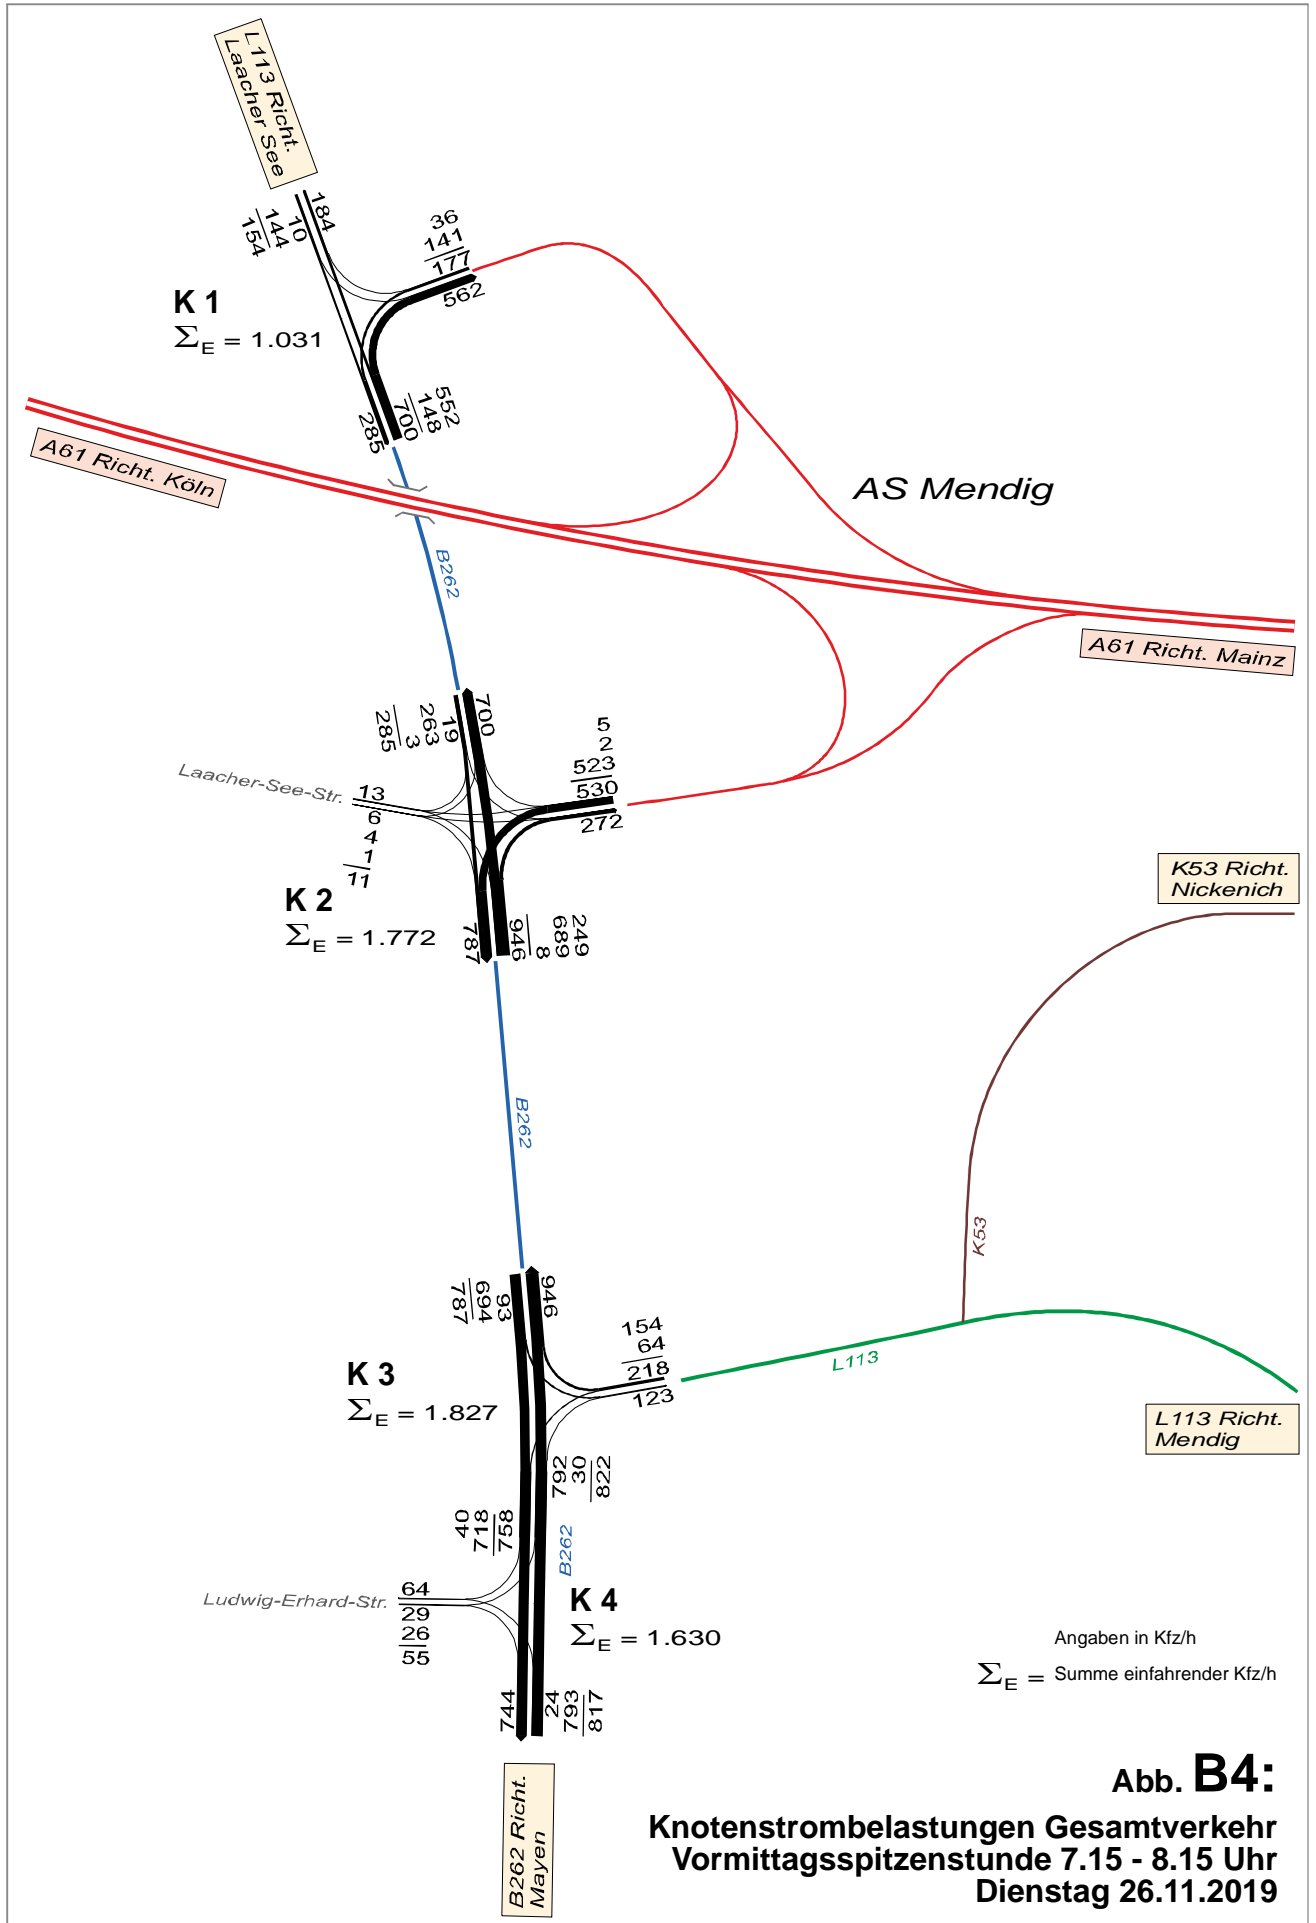 L113 Richt.
Laacher See
184
10
144
154
36
141
177
562
K 1
ΣE = 1.031
552
148
700
285
A61 Richt. Köln
AS Mendig
B262
A61 Richt. Mainz
700
19
263
3
285
5
2
523
530
272
Laacher-See-Str.
13
6
4
1
11
K 2
ΣE = 1.772
787
946
8
689
249
K53 Richt.
Nickenich
B262
K53
946
93
694
787
154
64
218
123
L113
K 3
ΣE = 1.827
L113 Richt.
Mendig
792
30
822
40
718
758
B262
Ludwig-Erhard-Str.
64
29
26
55
K 4
ΣE = 1.630
744
24
793
817
Angaben in Kfz/h
ΣE = Summe einfahrender Kfz/h
B262 Richt.
Mayen
Abb. B4:
Knotenstrombelastungen Gesamtverkehr
Vormittagsspitzenstunde 7.15 - 8.15 Uhr
Dienstag 26.11.2019